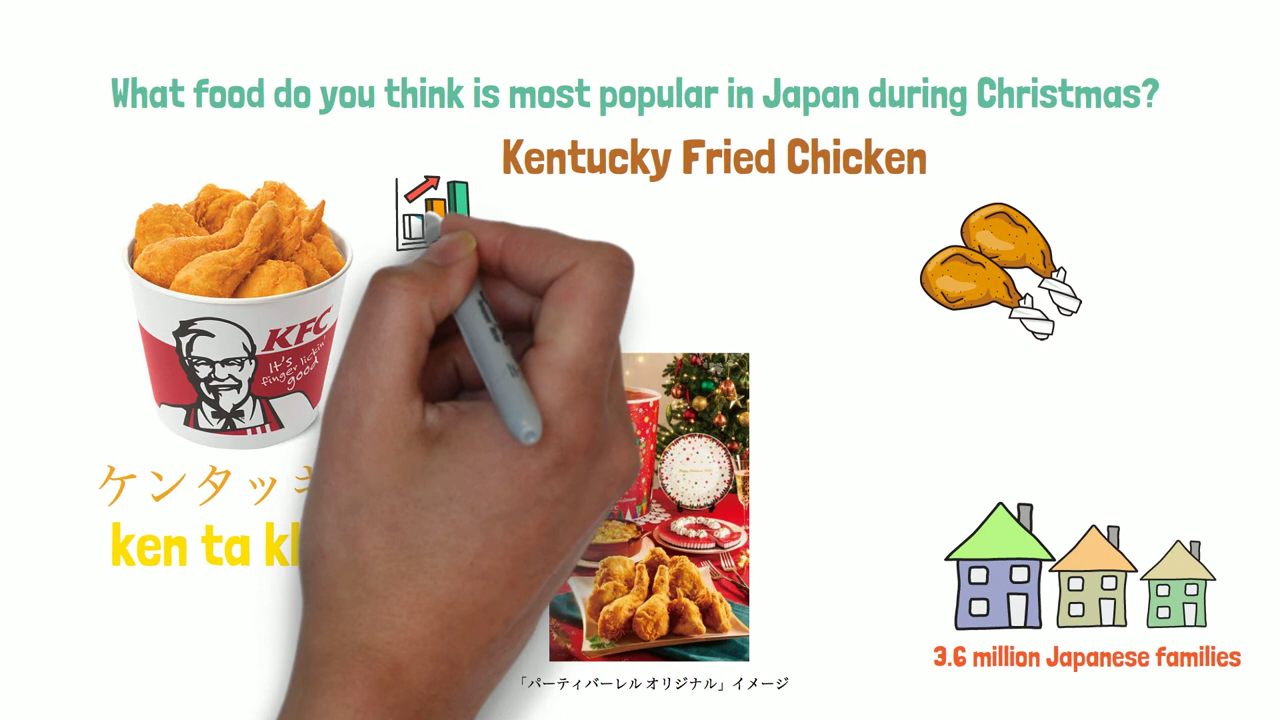 What food do you think is most popular in Japan during Christmas?
Kentucky Fried Chicken
KFC
It's
finger lickin'
good
ケンタッキ
ken ta
3.6 million Japanese families
「パーティバーレル オリジナル」イメージ